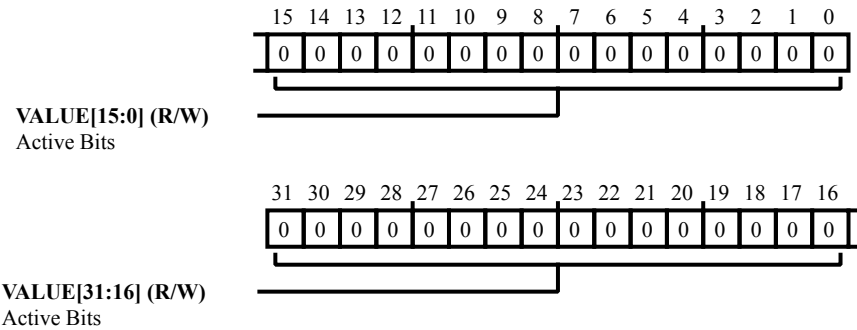 15 14 13 12 11 10 9 8 7 6 5 4 3 2 1 0
0 0 0 0 0 0 0 0 0 0 0 0 0 0 0 0
VALUE[15:0] (R/W)
Active Bits
31 30 29 28 27 26 25 24 23 22 21 20 19 18 17 16
0 0 0 0 0 0 0 0 0 0 0 0 0 0 0 0
VALUE[31:16] (R/W)
Active Bits